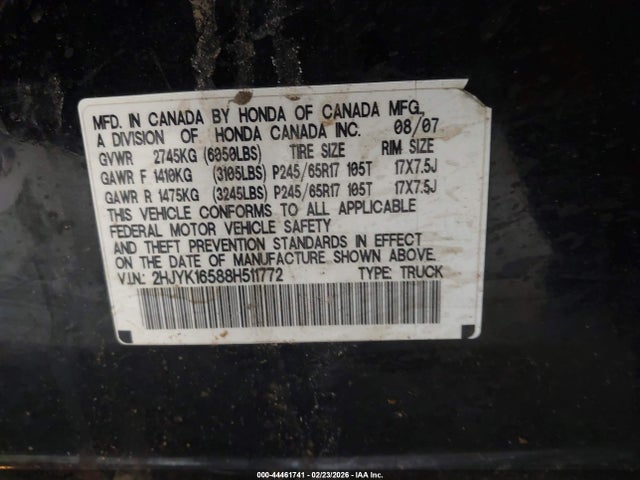 MFD. IN CANADA BY HONDA OF CANADA MFG.,
A DIVISION OF HONDA CANADA INC. 08/07
GVWR 2745KG (6050LBS) TIRE SIZE RIM SIZE
GAWR F 1410KG (3105LBS) P245/65R17 105T 17X7.5J
GAWR R 1475KG (3245LBS) P245/65R17 105T 17X7.5J
THIS VEHICLE CONFORMS TO ALL APPLICABLE
FEDERAL MOTOR VEHICLE SAFETY
AND THEFT PREVENTION STANDARDS IN EFFECT
ON THE DATE OF MANUFACTURE SHOWN ABOVE.
V.I.N.: 2HJYK16588H511772 TYPE: TRUCK
000-44461741 - 02/23/2026 - IAA Inc.